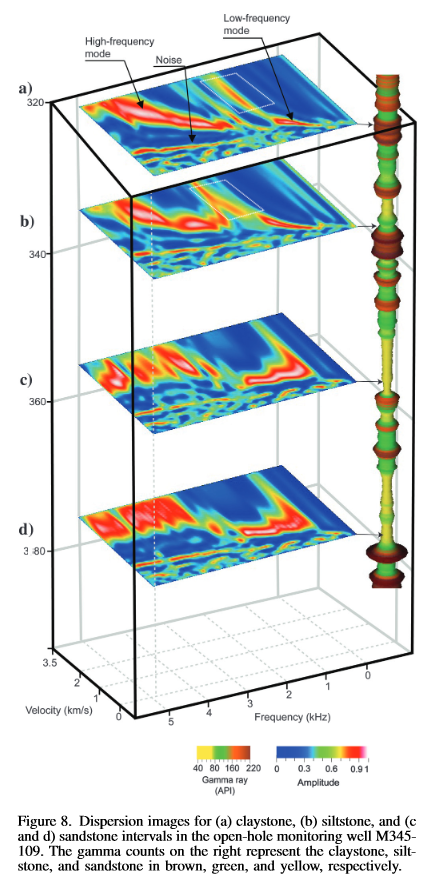 Low-frequency
mode
High-frequency
mode
Noise
a)
320
b)
340
c)
360
d)
3 80
3.5
2
1
0
Velocity (km/s)
5
4
3
2
1
0
Frequency (kHz)
40 80 160 220
Gamma ray
(API)
0 0.3 0.6 0.9 1
Amplitude
Figure 8. Dispersion images for (a) claystone, (b) siltstone, and (c
and d) sandstone intervals in the open-hole monitoring well M345-
109. The gamma counts on the right represent the claystone, silt-
stone, and sandstone in brown, green, and yellow, respectively.